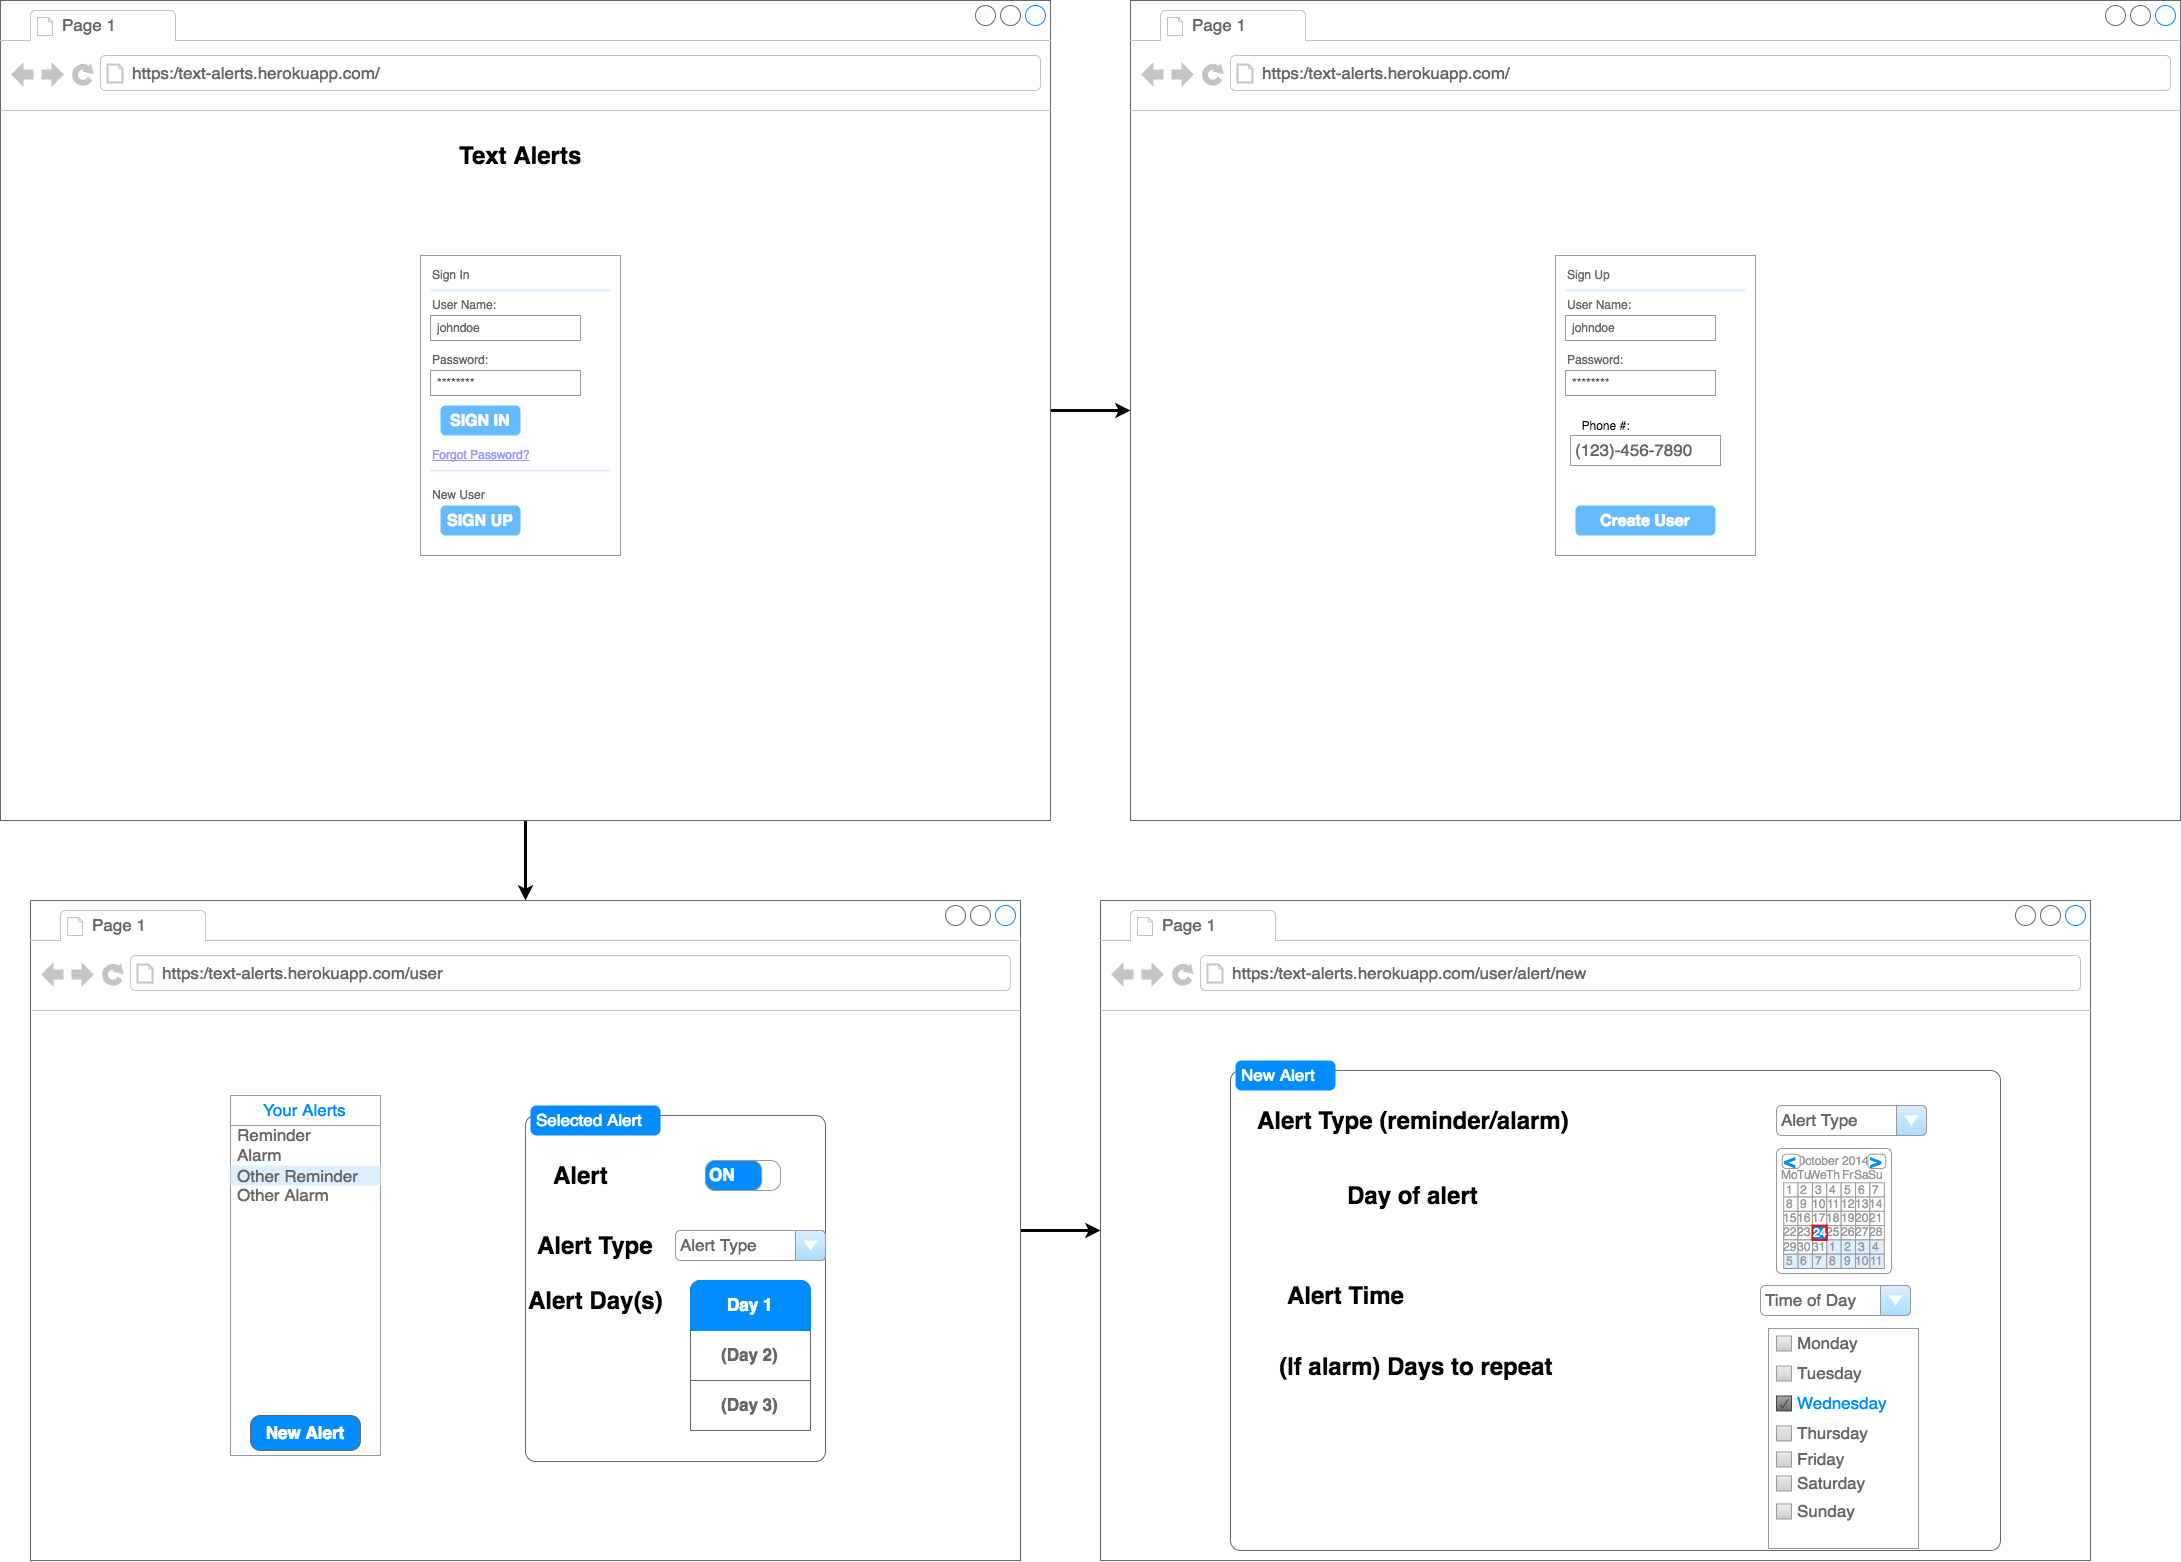 Page 1
https:/text-alerts.herokuapp.com/
Text Alerts
Sign In
User Name:
johndoe
Password:
********
SIGN IN
Forgot Password?
New User
SIGN UP
Page 1
https:/text-alerts.herokuapp.com/
Sign Up
User Name:
johndoe
Password:
********
Phone #:
(123)-456-7890
Create User
Page 1
https:/text-alerts.herokuapp.com/user
Your Alerts
Reminder
Alarm
Other Reminder
Other Alarm
New Alert
Selected Alert
Alert
ON
Alert Type
Alert Type
Alert Day(s)
Day 1
(Day 2)
(Day 3)
Page 1
https:/text-alerts.herokuapp.com/user/alert/new
New Alert
Alert Type (reminder/alarm)
Alert Type
Day of alert
< October 2014 >
Mo Tu We Th Fr Sa Su
1 2 3 4 5 6 7
8 9 10 11 12 13 14
15 16 17 18 19 20 21
22 23 24 25 26 27 28
29 30 31 1 2 3 4
5 6 7 8 9 10 11
Alert Time
Time of Day
(If alarm) Days to repeat
Monday
Tuesday
Wednesday
Thursday
Friday
Saturday
Sunday